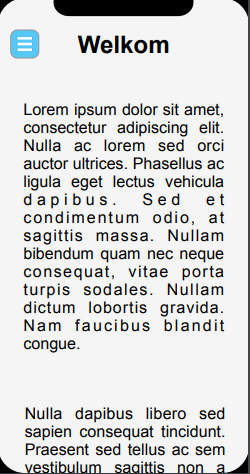 Welkom
Lorem ipsum dolor sit amet,
consectetur adipiscing elit.
Nulla ac lorem sed orci
auctor ultrices. Phasellus ac
ligula eget lectus vehicula
dapibus. Sed et
condimentum odio, at
sagittis massa. Nullam
bibendum quam nec neque
consequat, vitae porta
turpis sodales. Nullam
dictum lobortis gravida.
Nam faucibus blandit
congue.
Nulla dapibus libero sed
sapien consequat tincidunt.
Praesent sed tellus ac sem
vestibulum sagittis non a